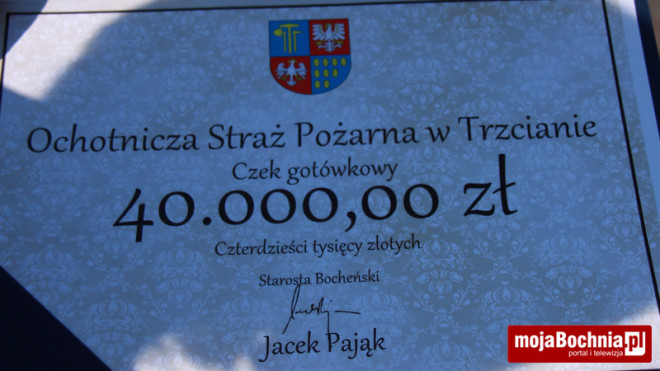 Ochotnicza Straż Pożarna w Trzcianie
Czek gotówkowy
40.000,00 zł
Czterdzieści tysięcy złotych
Starosta Bocheński
Jacek Pająk
mojaBochnia.pl
portal i telewizja